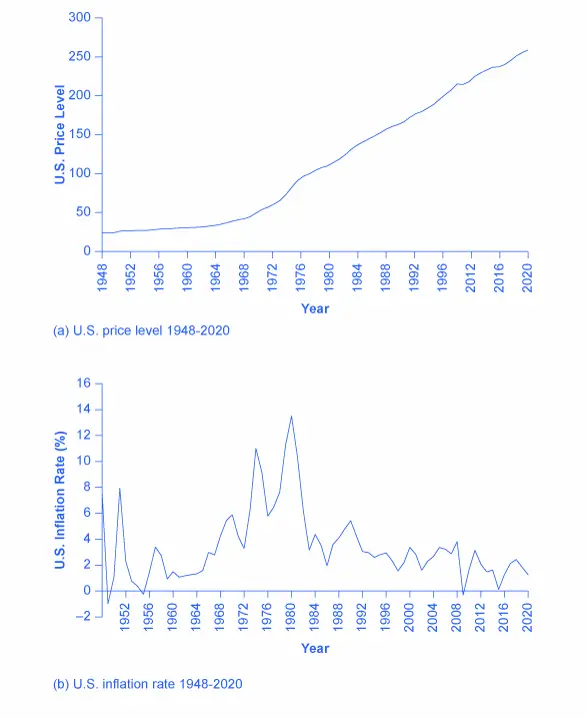 300
250
200
150
100
50
0
U.S. Price Level
1948 1952 1956 1960 1964 1968 1972 1976 1980 1984 1988 1992 1996 2000 2004 2008 2012 2016 2020
Year
(a) U.S. price level 1948-2020
16
14
12
10
8
6
4
2
0
–2
U.S. Inflation Rate (%)
1952 1956 1960 1964 1968 1972 1976 1980 1984 1988 1992 1996 2000 2004 2008 2012 2016 2020
Year
(b) U.S. inflation rate 1948-2020